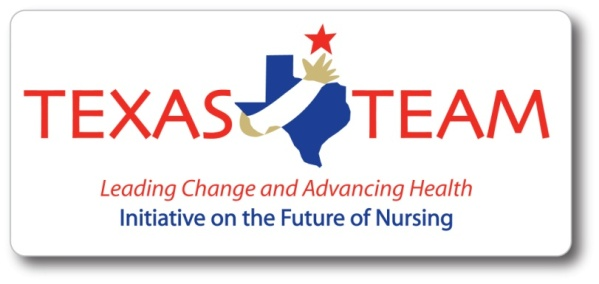 TEXAS TEAM
Leading Change and Advancing Health
Initiative on the Future of Nursing